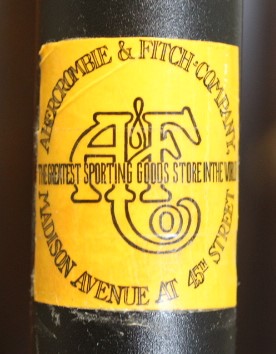 ABERCROMBIE & FITCH·COMPANY.
A&F Co
THE GREATEST SPORTING GOODS STORE IN THE WORLD
MADISON AVENUE AT 45TH STREET